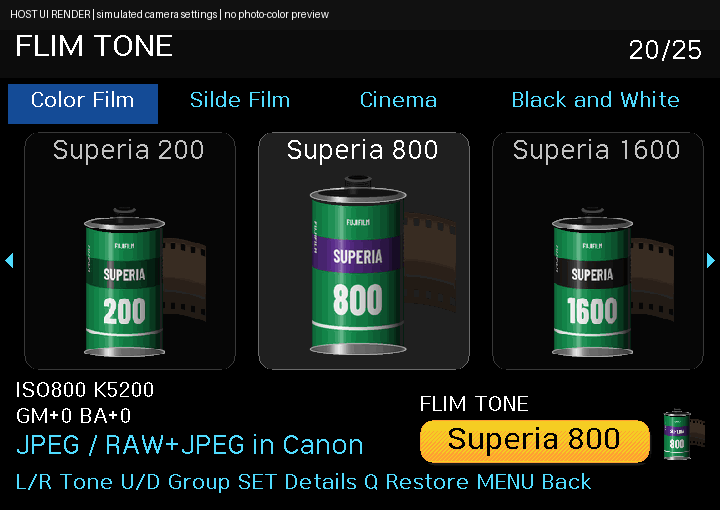 HOST UI RENDER | simulated camera settings | no photo-color preview
FLIM TONE
20/25
Color Film
Silde Film
Cinema
Black and White
Superia 200
Superia 800
Superia 1600
FUJIFILM
SUPERIA
200
FUJIFILM
FUJIFILM
SUPERIA
800
FUJIFILM
SUPERIA
1600
ISO800 K5200
GM+0 BA+0
JPEG / RAW+JPEG in Canon
FLIM TONE
Superia 800
SUPERIA
800
L/R Tone U/D Group SET Details Q Restore MENU Back